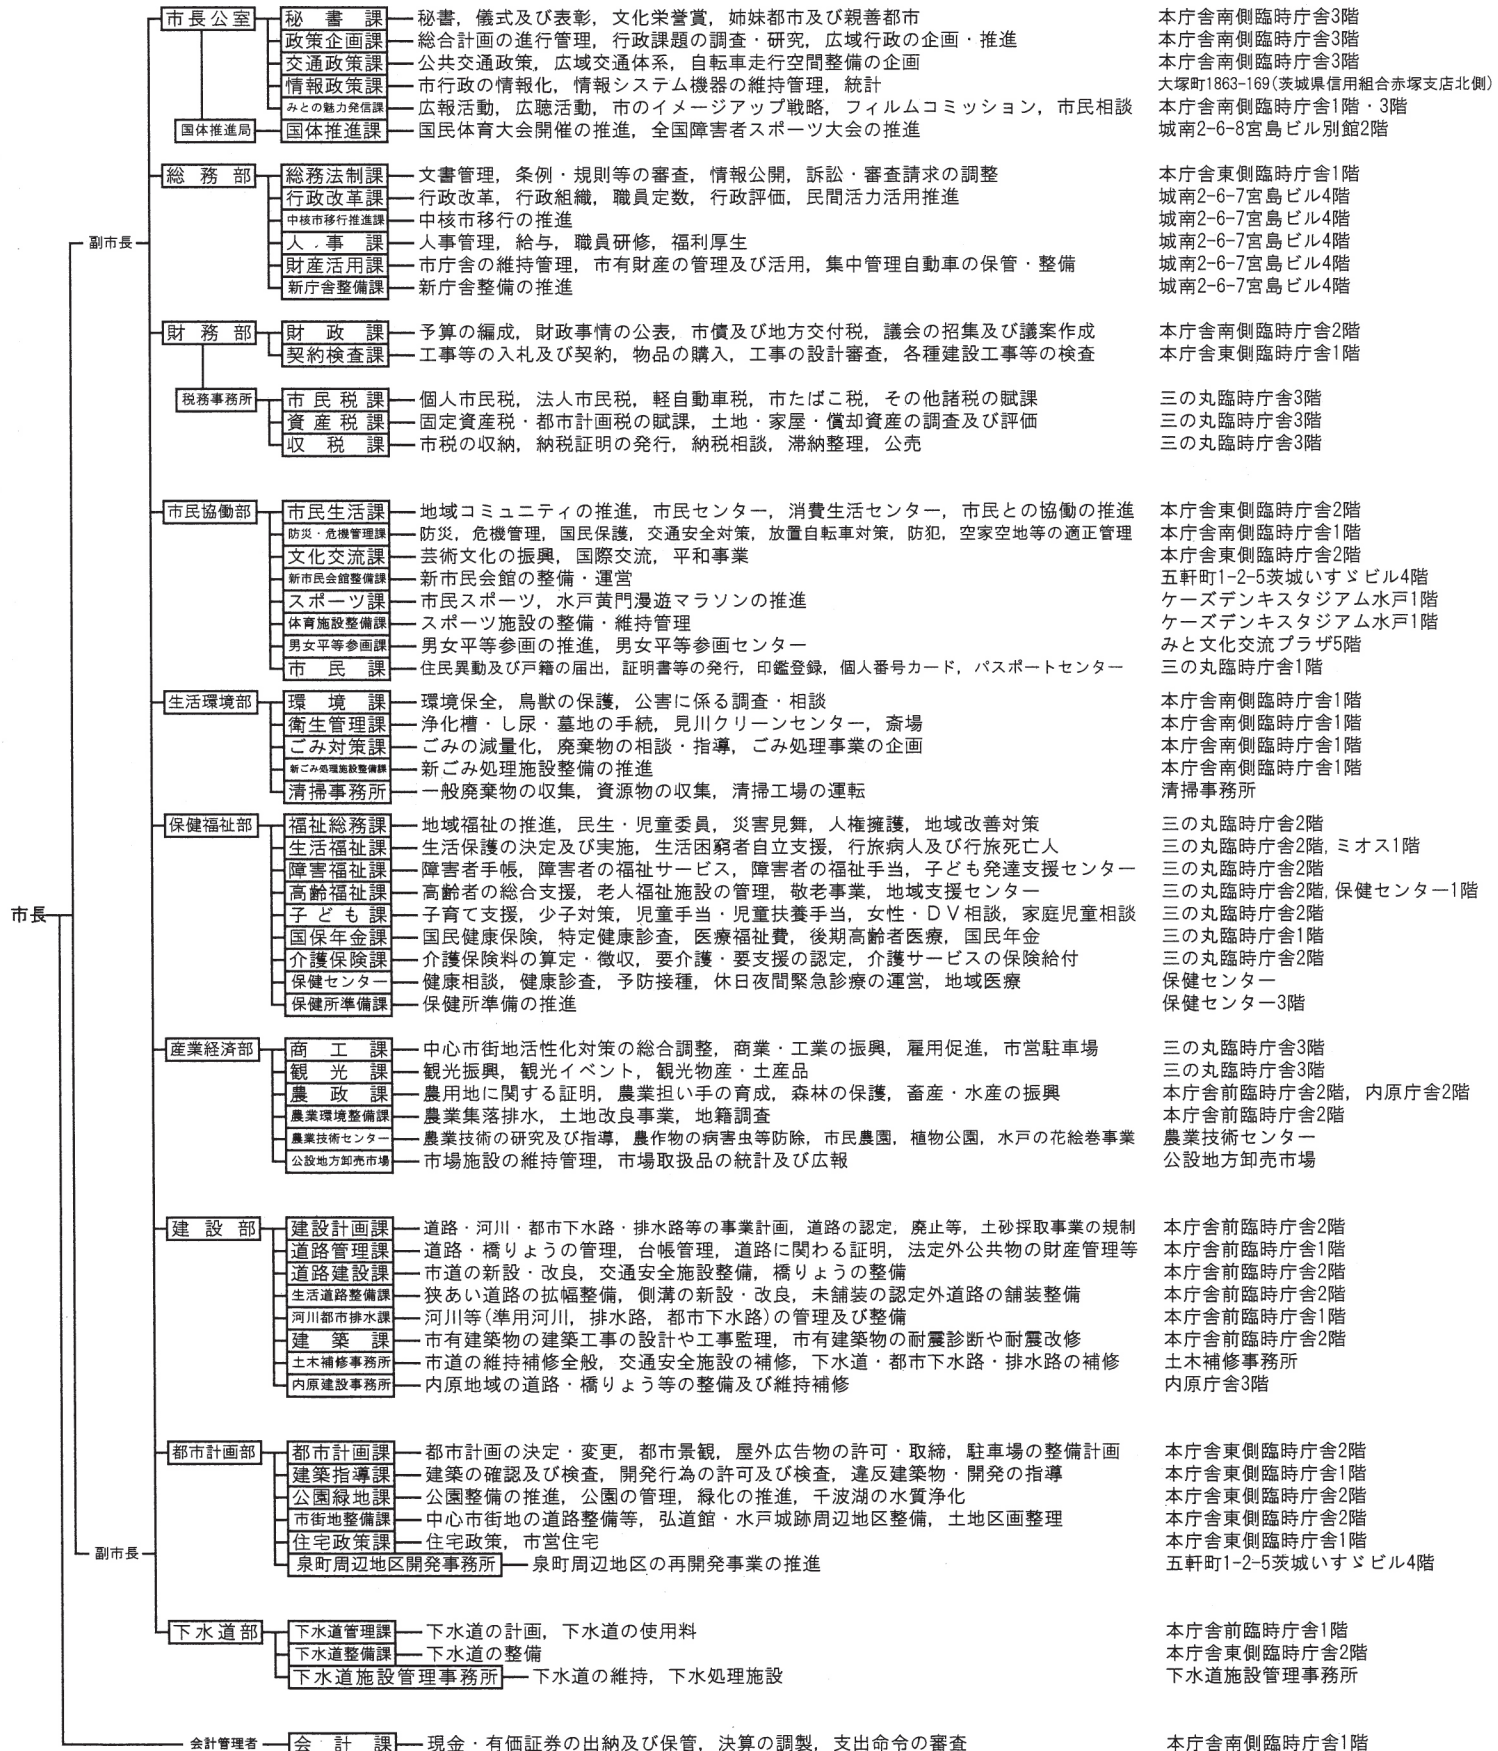 市長公室 秘書課 秘書，儀式及び表彰，文化栄誉賞，姉妹都市及び親善都市 本庁舎南側臨時庁舎3階
政策企画課 総合計画の進行管理，行政課題の調査・研究，広域行政の企画・推進 本庁舎南側臨時庁舎3階
交通政策課 公共交通政策，広域交通体系，自転車走行空間整備の企画 本庁舎南側臨時庁舎3階
情報政策課 市行政の情報化，情報システム機器の維持管理，統計 大塚町1863-169(茨城県信用組合赤塚支店北側)
みとの魅力発信課 広報活動，広聴活動，市のイメージアップ戦略，フィルムコミッション，市民相談 本庁舎南側臨時庁舎1階・3階
国体推進局 国体推進課 国民体育大会開催の推進，全国障害者スポーツ大会の推進 城南2-6-8宮島ビル別館2階
総務部 総務法制課 文書管理，条例・規則等の審査，情報公開，訴訟・審査請求の調整 本庁舎東側臨時庁舎1階
行政改革課 行政改革，行政組織，職員定数，行政評価，民間活力活用推進 城南2-6-7宮島ビル4階
中核市移行推進課 中核市移行の推進 城南2-6-7宮島ビル4階
副市長 人事課 人事管理，給与，職員研修，福利厚生 城南2-6-7宮島ビル4階
財産活用課 市庁舎の維持管理，市有財産の管理及び活用，集中管理自動車の保管・整備 城南2-6-7宮島ビル4階
新庁舎整備課 新庁舎整備の推進 城南2-6-7宮島ビル4階
財務部 財政課 予算の編成，財政事情の公表，市債及び地方交付税，議会の招集及び議案作成 本庁舎南側臨時庁舎2階
契約検査課 工事等の入札及び契約，物品の購入，工事の設計審査，各種建設工事等の検査 本庁舎東側臨時庁舎1階
税務事務所 市民税課 個人市民税，法人市民税，軽自動車税，市たばこ税，その他諸税の賦課 三の丸臨時庁舎3階
資産税課 固定資産税・都市計画税の賦課，土地・家屋・償却資産の調査及び評価 三の丸臨時庁舎3階
収税課 市税の収納，納税証明の発行，納税相談，滞納整理，公売 三の丸臨時庁舎3階
市民協働部 市民生活課 地域コミュニティの推進，市民センター，消費生活センター，市民との協働の推進 本庁舎東側臨時庁舎2階
防災・危機管理課 防災，危機管理，国民保護，交通安全対策，放置自転車対策，防犯，空家空地等の適正管理 本庁舎南側臨時庁舎1階
文化交流課 芸術文化の振興，国際交流，平和事業 本庁舎東側臨時庁舎2階
新市民会館整備課 新市民会館の整備・運営 五軒町1-2-5茨城いすゞビル4階
スポーツ課 市民スポーツ，水戸黄門漫遊マラソンの推進 ケーズデンキスタジアム水戸1階
体育施設整備課 スポーツ施設の整備・維持管理 ケーズデンキスタジアム水戸1階
男女平等参画課 男女平等参画の推進，男女平等参画センター みと文化交流プラザ5階
市民課 住民異動及び戸籍の届出，証明書等の発行，印鑑登録，個人番号カード，パスポートセンター 三の丸臨時庁舎1階
生活環境部 環境課 環境保全，鳥獣の保護，公害に係る調査・相談 本庁舎南側臨時庁舎1階
衛生管理課 浄化槽・し尿・墓地の手続，見川クリーンセンター，斎場 本庁舎南側臨時庁舎1階
ごみ対策課 ごみの減量化，廃棄物の相談・指導，ごみ処理事業の企画 本庁舎南側臨時庁舎1階
新ごみ処理施設整備課 新ごみ処理施設整備の推進 本庁舎南側臨時庁舎1階
清掃事務所 一般廃棄物の収集，資源物の収集，清掃工場の運転 清掃事務所
保健福祉部 福祉総務課 地域福祉の推進，民生・児童委員，災害見舞，人権擁護，地域改善対策 三の丸臨時庁舎2階
生活福祉課 生活保護の決定及び実施，生活困窮者自立支援，行旅病人及び行旅死亡人 三の丸臨時庁舎2階，ミオス1階
障害福祉課 障害者手帳，障害者の福祉サービス，障害者の福祉手当，子ども発達支援センター 三の丸臨時庁舎2階
高齢福祉課 高齢者の総合支援，老人福祉施設の管理，敬老事業，地域支援センター 三の丸臨時庁舎2階，保健センター1階
市長 子ども課 子育て支援，少子対策，児童手当・児童扶養手当，女性・ＤＶ相談，家庭児童相談 三の丸臨時庁舎2階
国保年金課 国民健康保険，特定健康診査，医療福祉費，後期高齢者医療，国民年金 三の丸臨時庁舎1階
介護保険課 介護保険料の算定・徴収，要介護・要支援の認定，介護サービスの保険給付 三の丸臨時庁舎2階
保健センター 健康相談，健康診査，予防接種，休日夜間緊急診療の運営，地域医療 保健センター
保健所準備課 保健所準備の推進 保健センター3階
産業経済部 商工課 中心市街地活性化対策の総合調整，商業・工業の振興，雇用促進，市営駐車場 三の丸臨時庁舎3階
観光課 観光振興，観光イベント，観光物産・土産品 三の丸臨時庁舎3階
農政課 農用地に関する証明，農業担い手の育成，森林の保護，畜産・水産の振興 本庁舎前臨時庁舎2階，内原庁舎2階
農業環境整備課 農業集落排水，土地改良事業，地籍調査 本庁舎前臨時庁舎2階
農業技術センター 農業技術の研究及び指導，農作物の病害虫等防除，市民農園，植物公園，水戸の花絵巻事業 農業技術センター
公設地方卸売市場 市場施設の維持管理，市場取扱品の統計及び広報 公設地方卸売市場
建設部 建設計画課 道路・河川・都市下水路・排水路等の事業計画，道路の認定，廃止等，土砂採取事業の規制 本庁舎前臨時庁舎2階
道路管理課 道路・橋りょうの管理，台帳管理，道路に関わる証明，法定外公共物の財産管理等 本庁舎前臨時庁舎1階
道路建設課 市道の新設・改良，交通安全施設整備，橋りょうの整備 本庁舎前臨時庁舎2階
生活道路整備課 狭あい道路の拡幅整備，側溝の新設・改良，未舗装の認定外道路の舗装整備 本庁舎前臨時庁舎2階
河川都市排水課 河川等(準用河川，排水路，都市下水路)の管理及び整備 本庁舎前臨時庁舎1階
建築課 市有建築物の建築工事の設計や工事監理，市有建築物の耐震診断や耐震改修 本庁舎前臨時庁舎2階
土木補修事務所 市道の維持補修全般，交通安全施設の補修，下水道・都市下水路・排水路の補修 土木補修事務所
内原建設事務所 内原地域の道路・橋りょう等の整備及び維持補修 内原庁舎3階
都市計画部 都市計画課 都市計画の決定・変更，都市景観，屋外広告物の許可・取締，駐車場の整備計画 本庁舎東側臨時庁舎2階
建築指導課 建築の確認及び検査，開発行為の許可及び検査，違反建築物・開発の指導 本庁舎東側臨時庁舎1階
公園緑地課 公園整備の推進，公園の管理，緑化の推進，千波湖の水質浄化 本庁舎東側臨時庁舎2階
市街地整備課 中心市街地の道路整備等，弘道館・水戸城跡周辺地区整備，土地区画整理 本庁舎東側臨時庁舎2階
住宅政策課 住宅政策，市営住宅 本庁舎東側臨時庁舎1階
副市長 泉町周辺地区開発事務所 泉町周辺地区の再開発事業の推進 五軒町1-2-5茨城いすゞビル4階
下水道部 下水道管理課 下水道の計画，下水道の使用料 本庁舎前臨時庁舎1階
下水道整備課 下水道の整備 本庁舎東側臨時庁舎2階
下水道施設管理事務所 下水道の維持，下水処理施設 下水道施設管理事務所
会計管理者 会計課 現金・有価証券の出納及び保管，決算の調製，支出命令の審査 本庁舎南側臨時庁舎1階